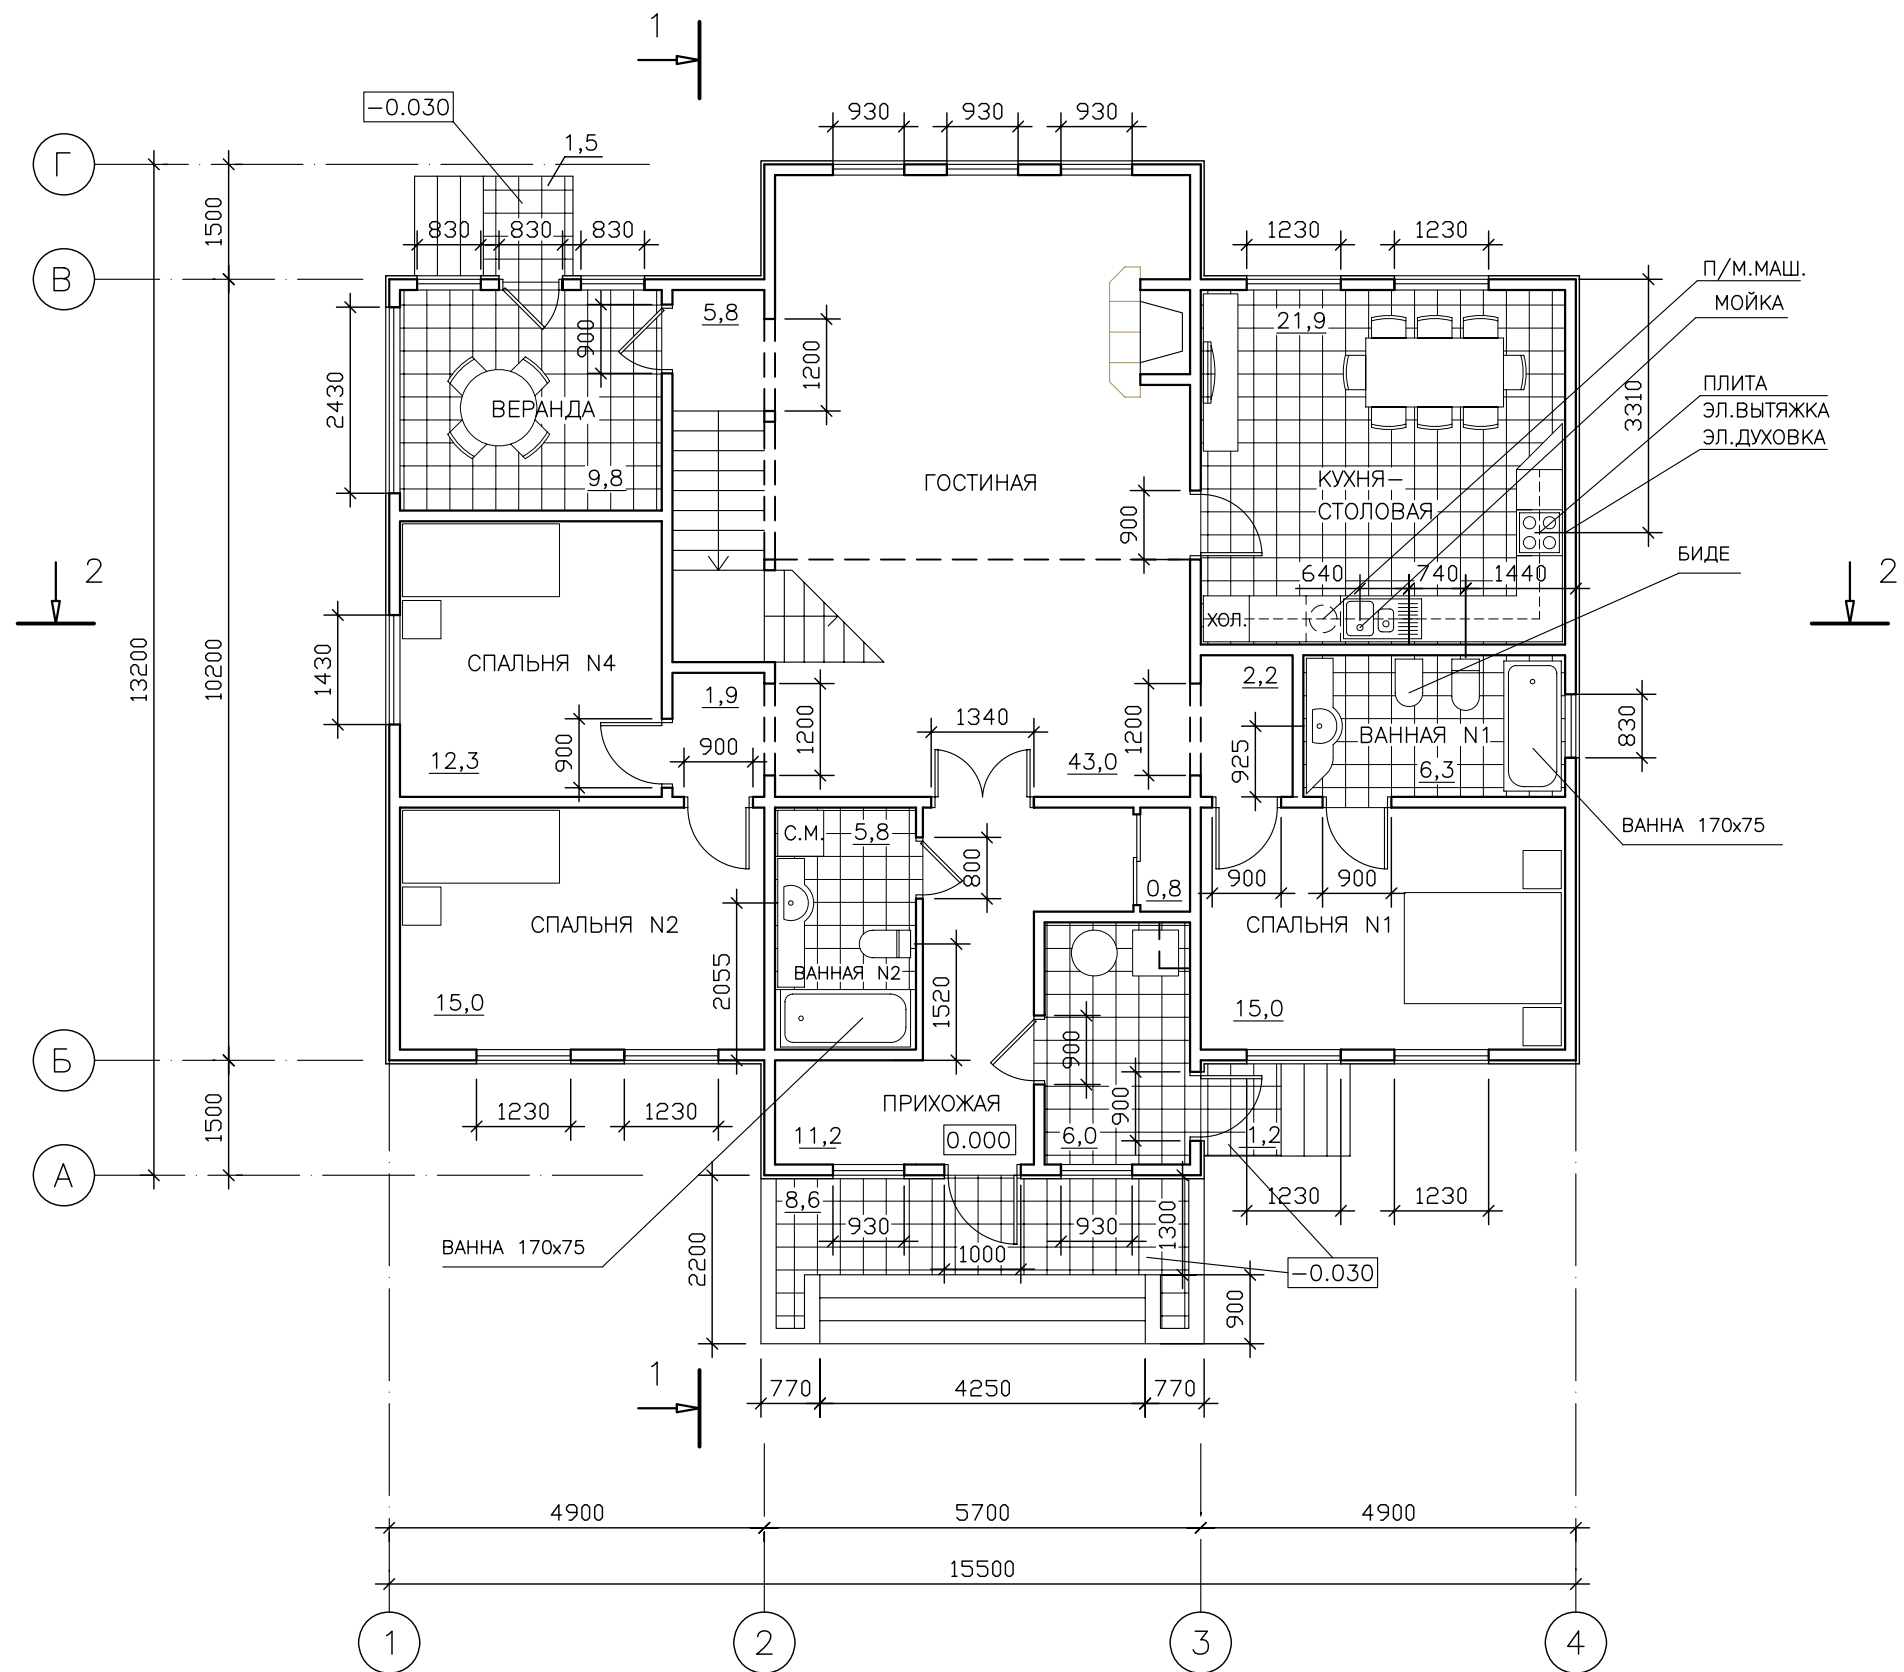 1
-0.030
1,5
930 930 930
Г
1500
830 830 830
1230 1230
В
П/М.МАШ.
МОЙКА
5,8
21,9
900
1200
2430
3310
ПЛИТА
ЭЛ.ВЫТЯЖКА
ЭЛ.ДУХОВКА
ВЕРАНДА
9,8
ГОСТИНАЯ
КУХНЯ-
СТОЛОВАЯ
900
БИДЕ
2
2
640 740 1440
ХОЛ.
13200
10200
1430
СПАЛЬНЯ N4
1,9
2,2
1200
1340
1200
900
900
12,3
43,0
925
ВАННАЯ N1
6,3
830
ВАННА 170x75
С.М.
5,8
800
0,8
900 900
СПАЛЬНЯ N2
СПАЛЬНЯ N1
2055
ВАННАЯ N2
1520
15,0
15,0
900
900
Б
1230 1230
ПРИХОЖАЯ
11,2
0.000
6,0
1,2
1500
А
8,6
930
930
1300
1000
1230 1230
ВАННА 170x75
2200
-0.030
900
1
770 4250 770
4900 5700 4900
15500
1 2 3 4